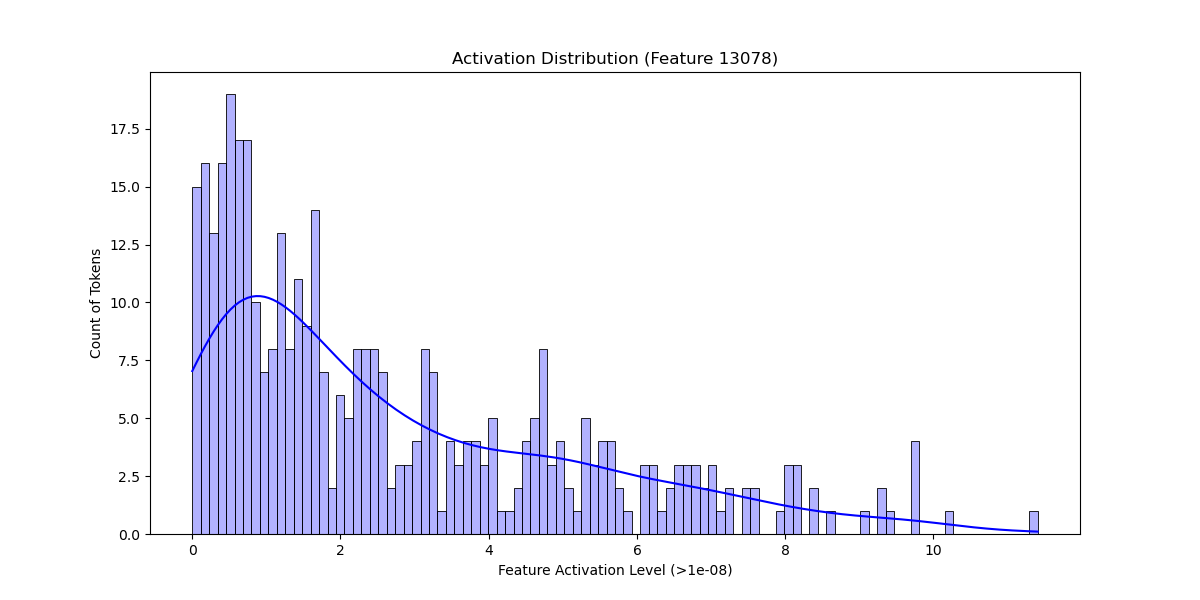 Activation Distribution (Feature 13078)
17.5
15.0
12.5
10.0
7.5
5.0
2.5
0.0
Count of Tokens
0 2 4 6 8 10
Feature Activation Level (>1e-08)